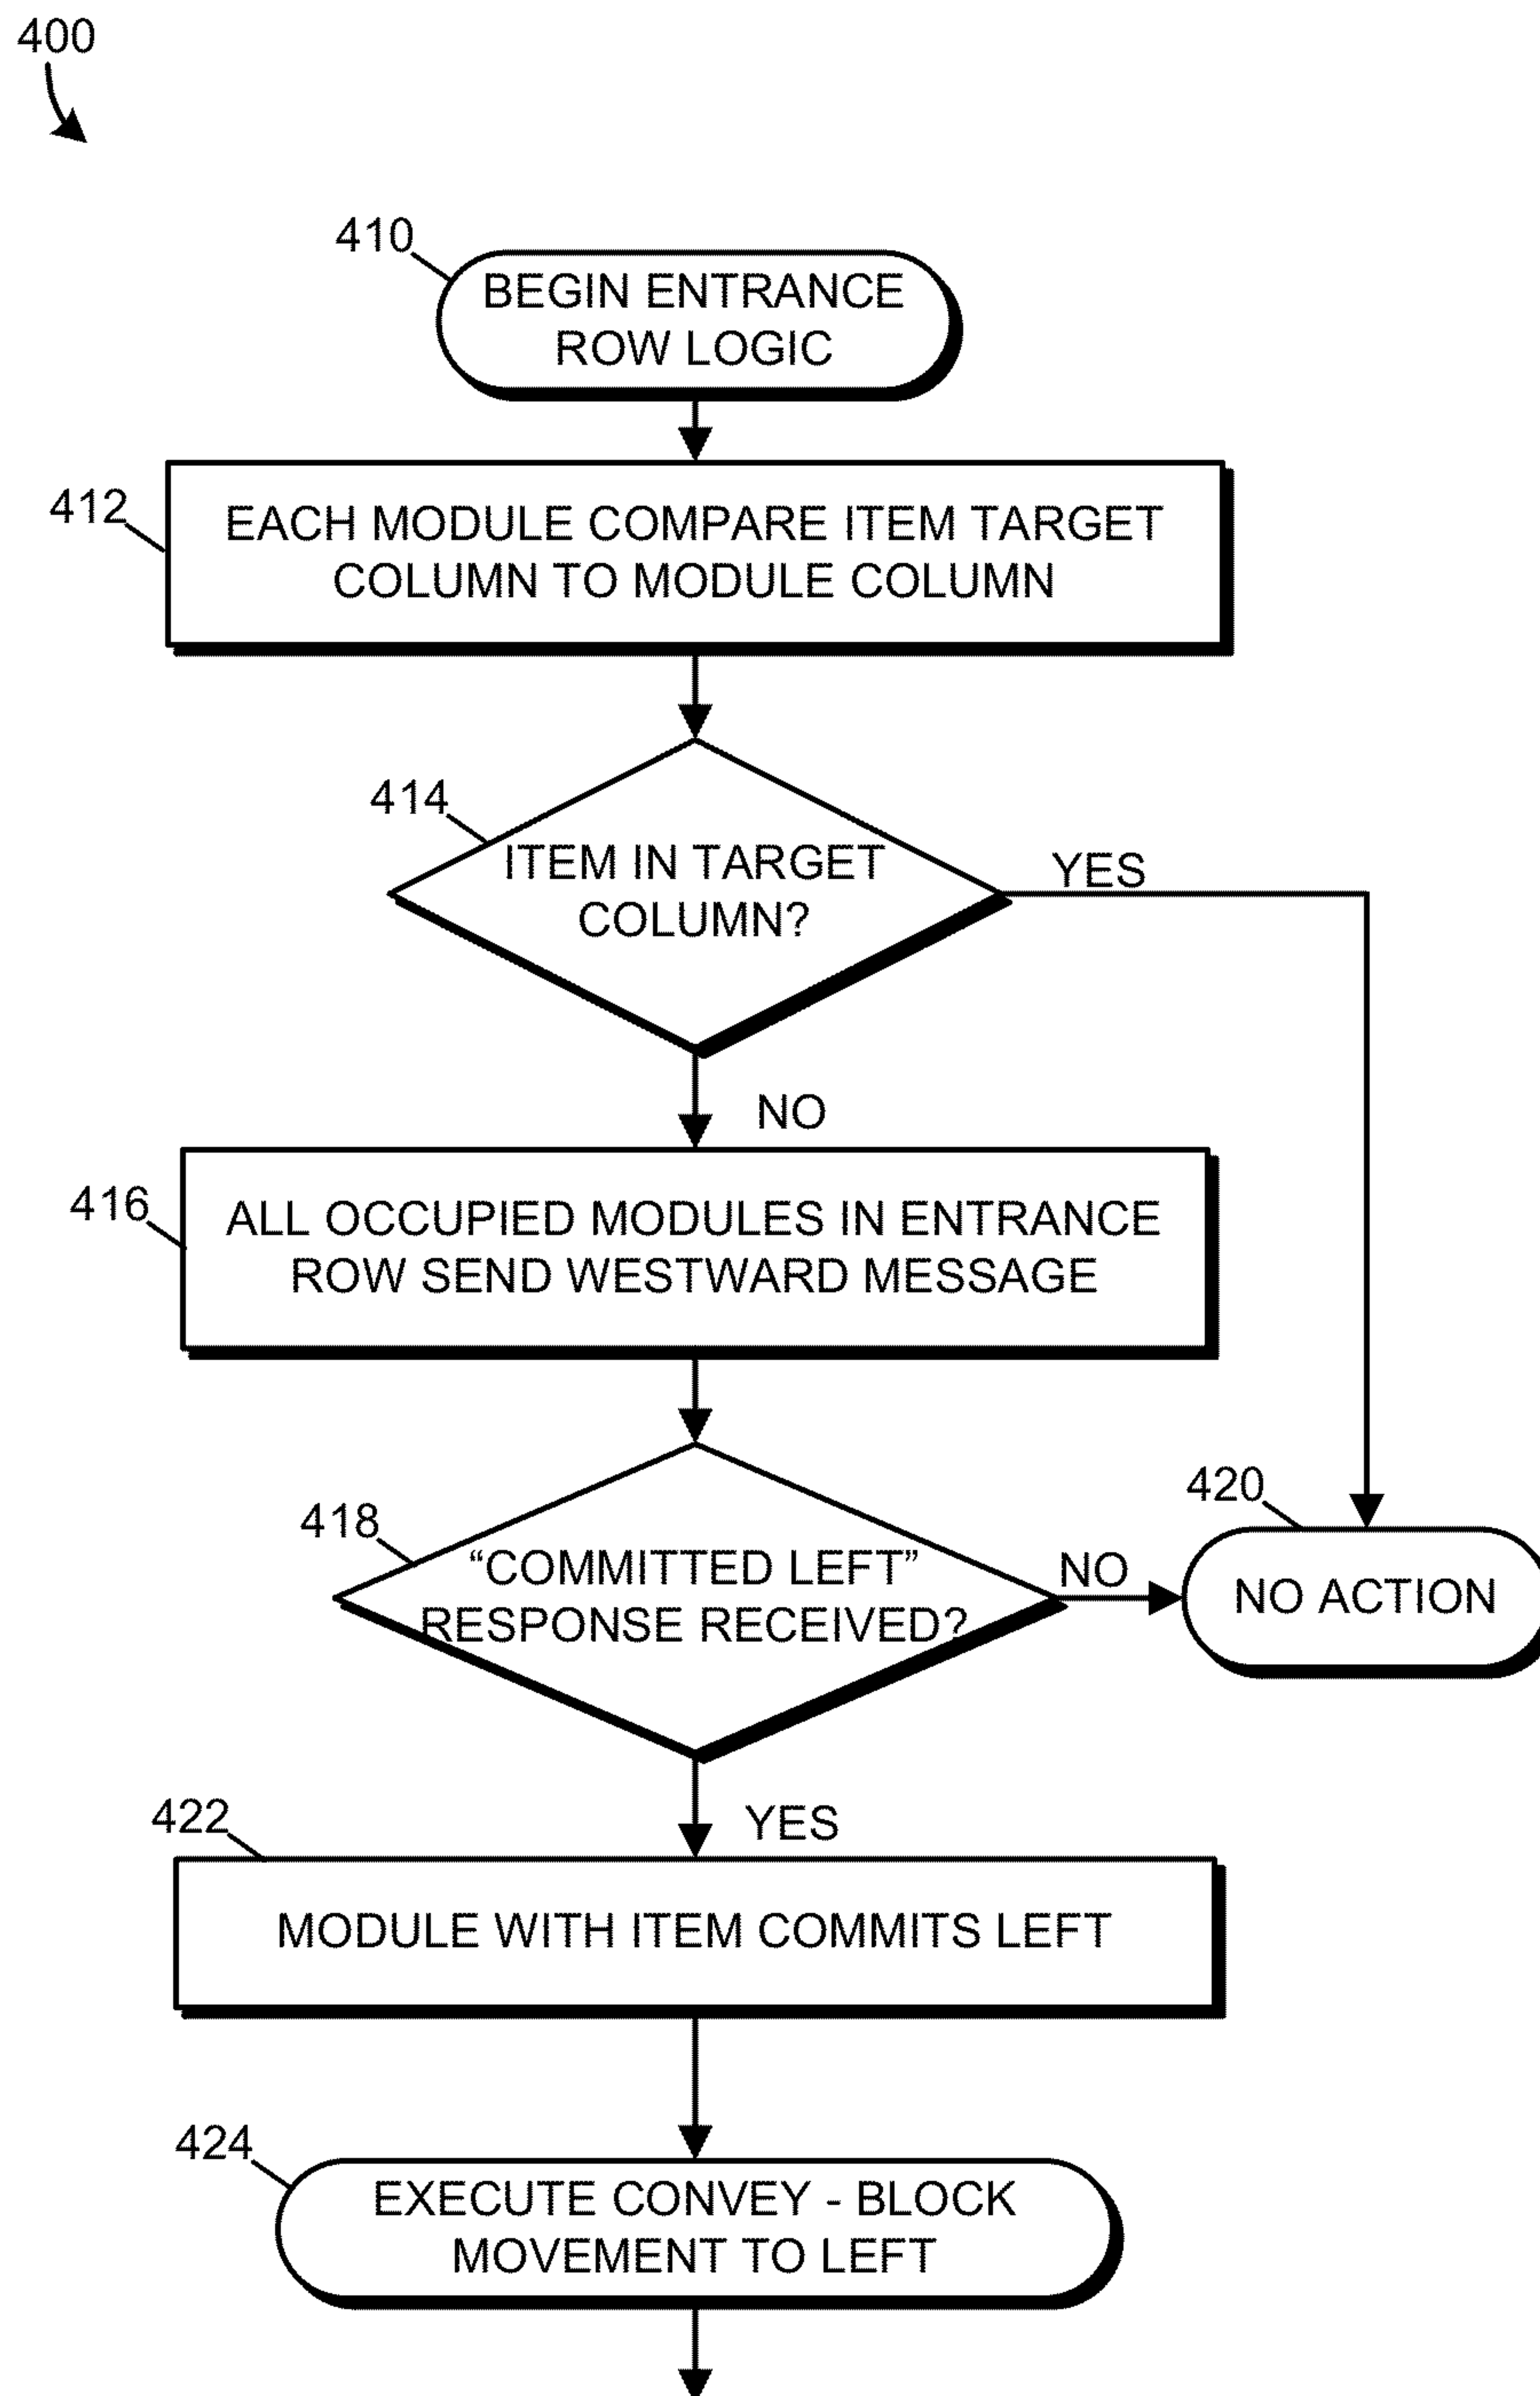 400
410
BEGIN ENTRANCE
ROW LOGIC
412
EACH MODULE COMPARE ITEM TARGET
COLUMN TO MODULE COLUMN
414
ITEM IN TARGET
COLUMN?
YES
NO
416
ALL OCCUPIED MODULES IN ENTRANCE
ROW SEND WESTWARD MESSAGE
418
“COMMITTED LEFT”
RESPONSE RECEIVED?
NO
420
NO ACTION
YES
422
MODULE WITH ITEM COMMITS LEFT
424
EXECUTE CONVEY - BLOCK
MOVEMENT TO LEFT